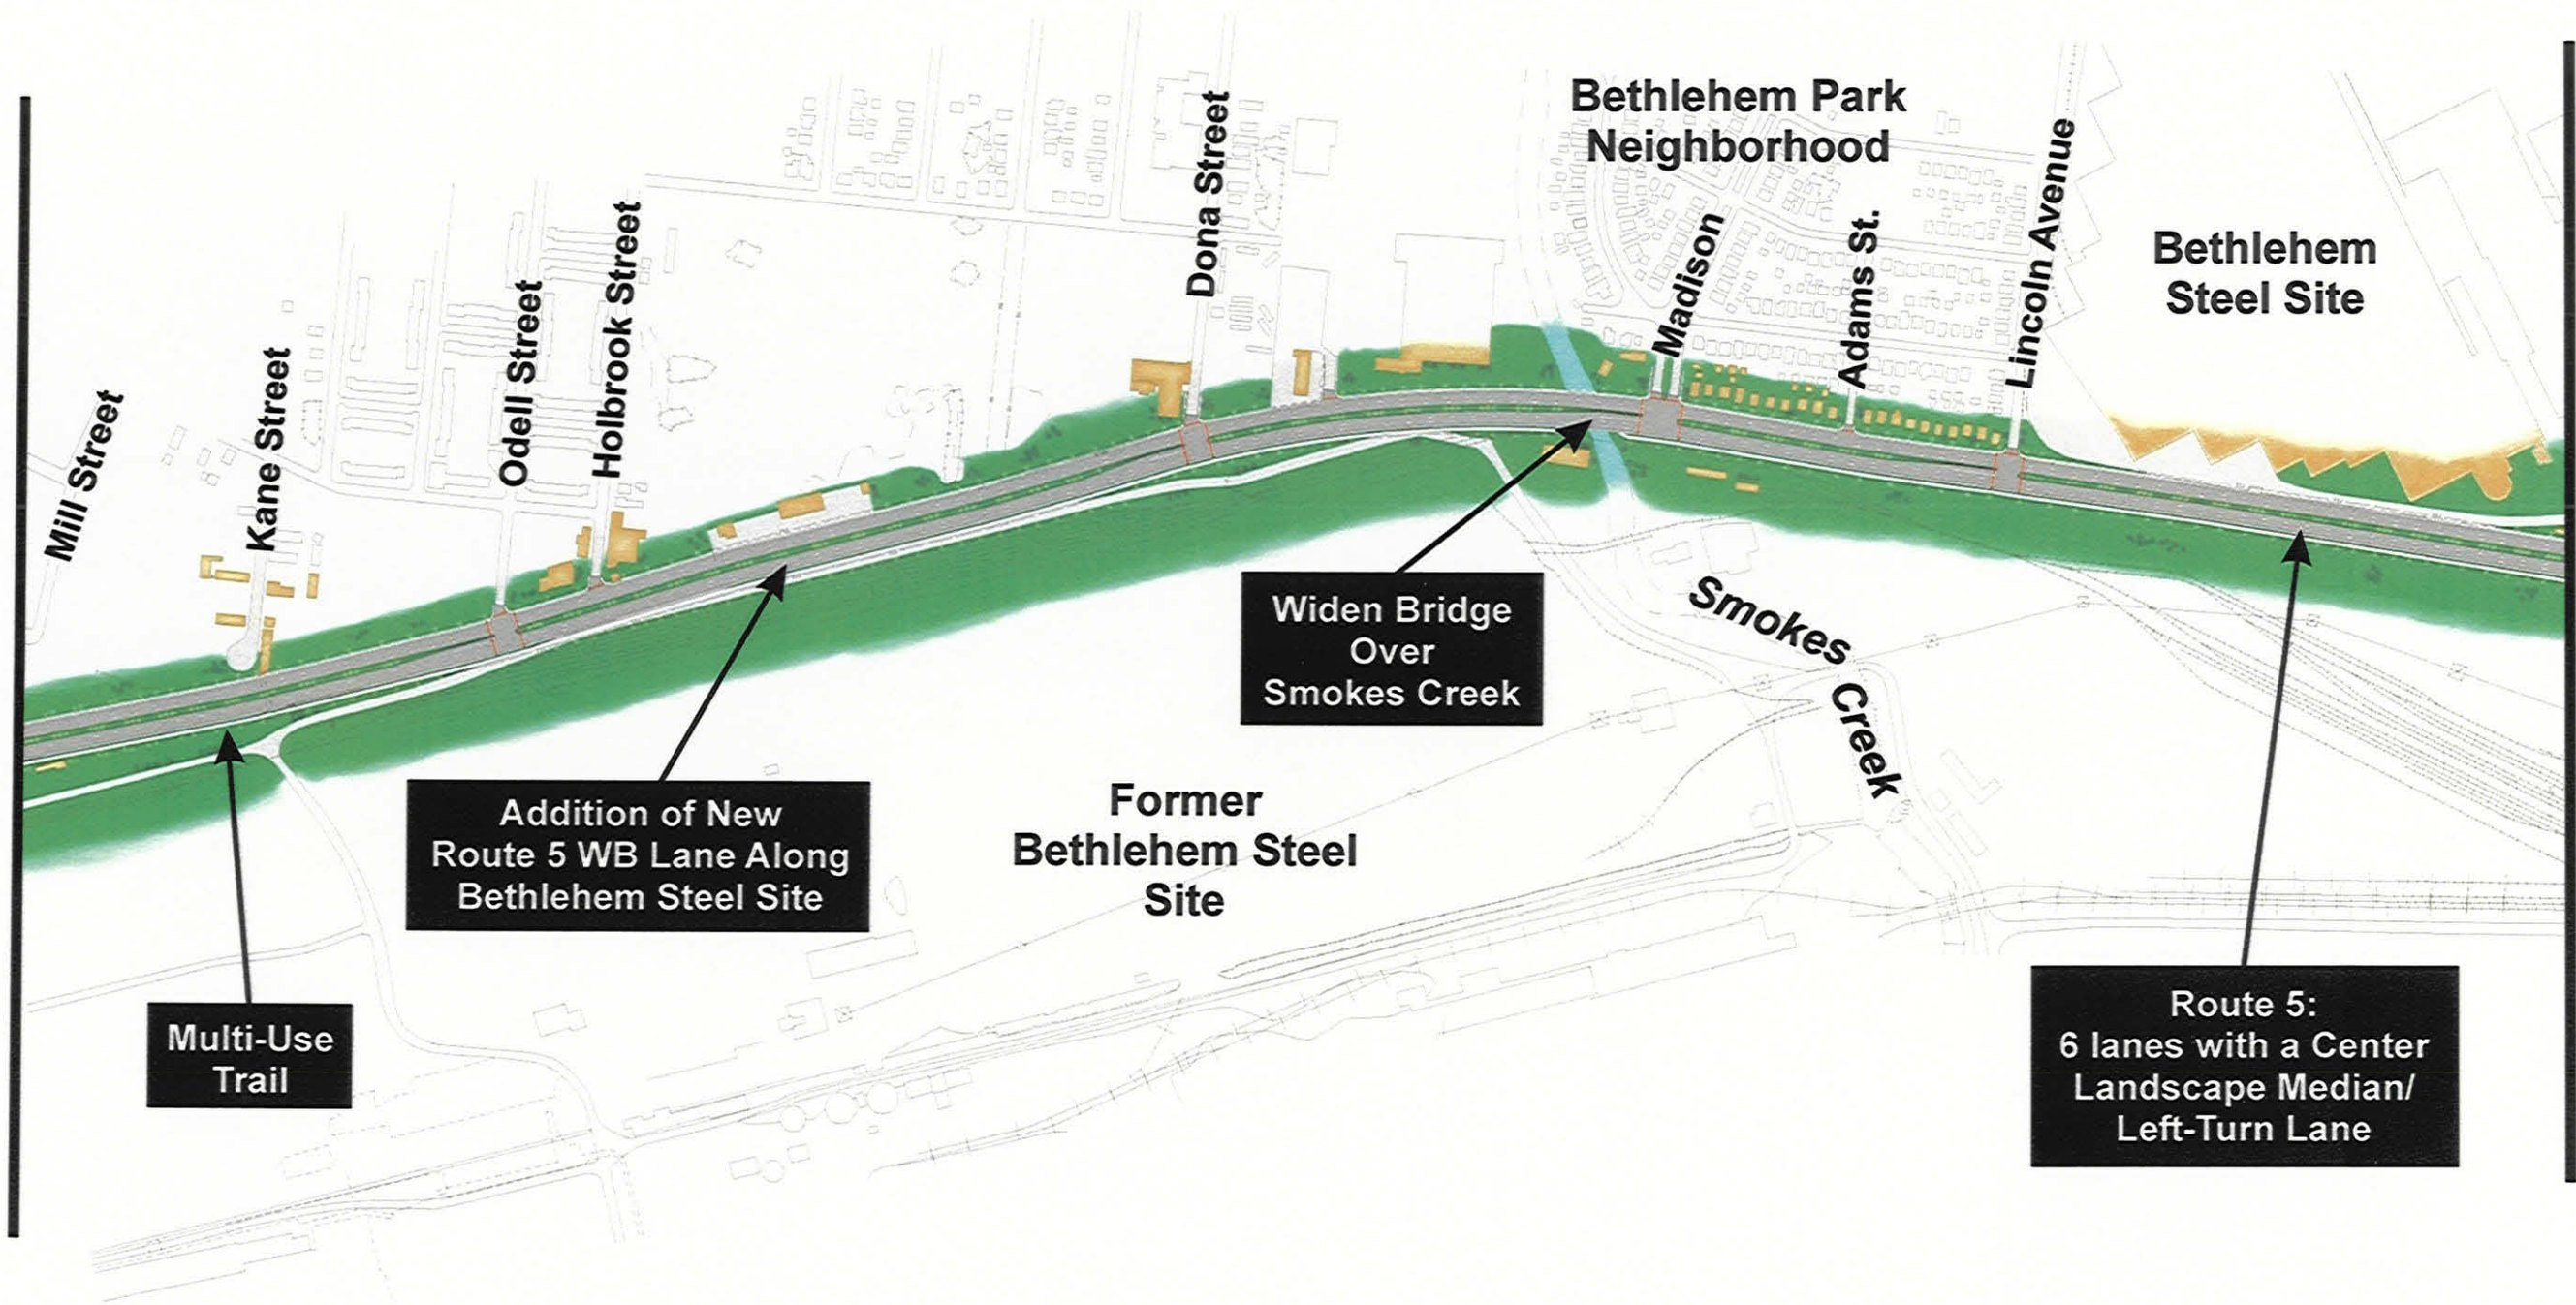 Bethlehem Park
Neighborhood
Mill Street
Kane Street
Odell Street
Holbrook Street
Dona Street
Madison
Adams St.
Lincoln Avenue
Bethlehem
Steel Site
Widen Bridge
Over
Smokes Creek
Smokes Creek
Addition of New
Route 5 WB Lane Along
Bethlehem Steel Site
Former
Bethlehem Steel
Site
Multi-Use
Trail
Route 5:
6 lanes with a Center
Landscape Median/
Left-Turn Lane